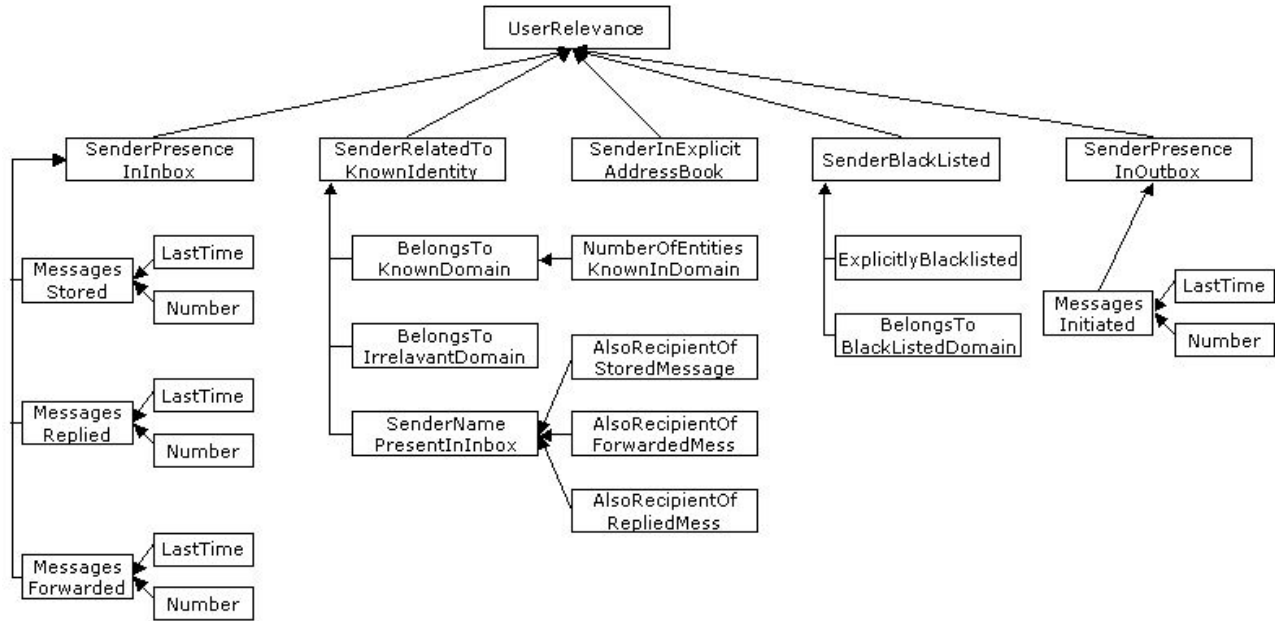 UserRelevance
SenderPresence
InInbox
SenderRelatedTo
KnownIdentity
SenderInExplicit
AddressBook
SenderBlackListed
SenderPresence
InOutbox
Messages
Stored
LastTime
Number
Messages
Replied
LastTime
Number
Messages
Forwarded
LastTime
Number
BelongsTo
KnownDomain
NumberOfEntities
KnownInDomain
BelongsTo
IrrelavantDomain
SenderName
PresentInInbox
AlsoRecipientOf
StoredMessage
AlsoRecipientOf
ForwardedMess
AlsoRecipientOf
RepliedMess
ExplicitlyBlacklisted
BelongsTo
BlackListedDomain
Messages
Initiated
LastTime
Number